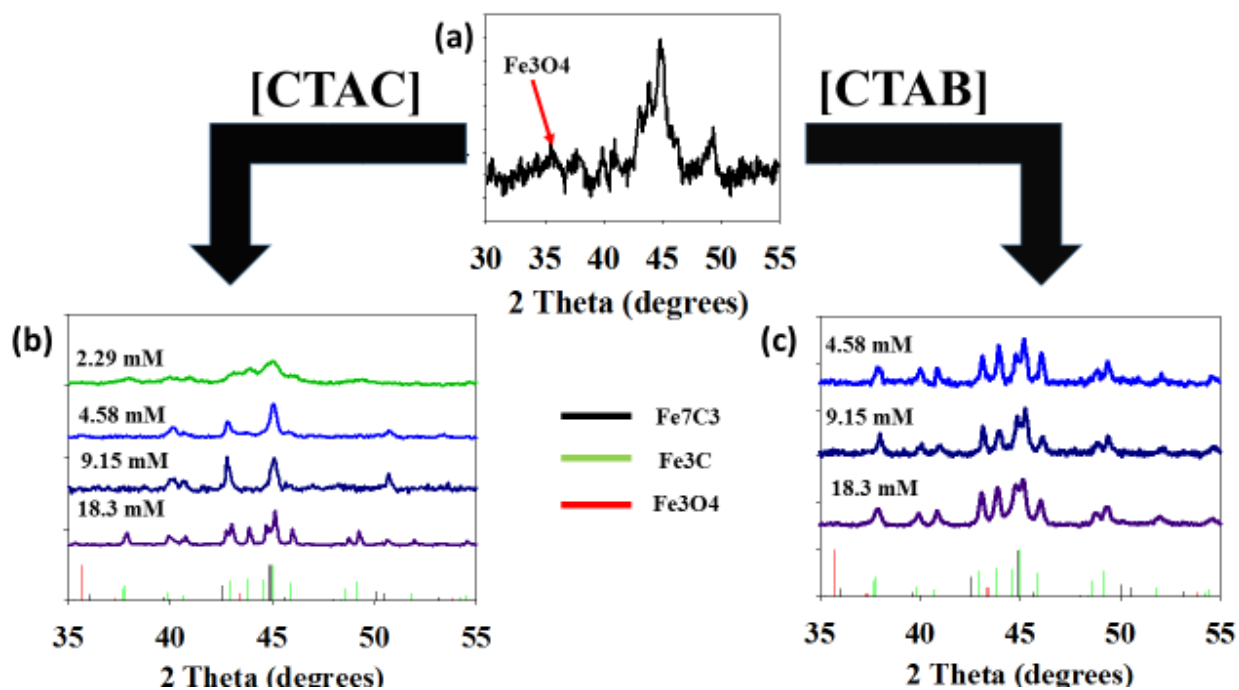 (a)
Fe3O4
[CTAC]
[CTAB]
30 35 40 45 50 55
2 Theta (degrees)
(b)
2.29 mM
4.58 mM
9.15 mM
18.3 mM
35 40 45 50 55
2 Theta (degrees)
Fe7C3
Fe3C
Fe3O4
(c)
4.58 mM
9.15 mM
18.3 mM
35 40 45 50 55
2 Theta (degrees)